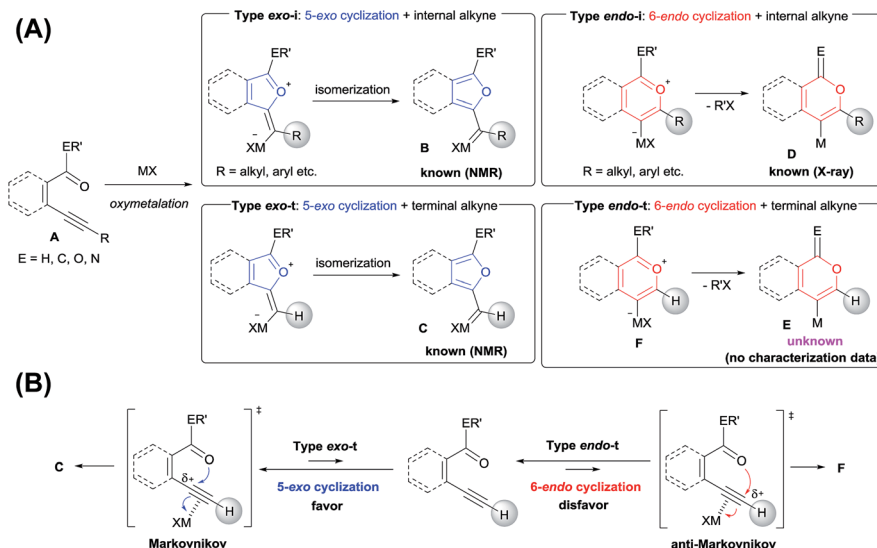 (A)
Type exo-i: 5-exo cyclization + internal alkyne
ER'
O
+
−
XM
R
R = alkyl, aryl etc.
isomerization
ER'
O
B
XM
R
known (NMR)
Type endo-i: 6-endo cyclization + internal alkyne
ER'
O
+
R
−
MX
R = alkyl, aryl etc.
- R'X
E
O
R
M
D
known (X-ray)
ER'
O
A
R
E = H, C, O, N
MX
oxymetalation
Type exo-t: 5-exo cyclization + terminal alkyne
ER'
O
+
−
XM
H
isomerization
ER'
O
C
XM
H
known (NMR)
Type endo-t: 6-endo cyclization + terminal alkyne
ER'
O
+
H
−
MX
F
- R'X
E
O
H
M
E
unknown
(no characterization data)
(B)
C
ER'
O
δ+
H
XM
‡
Markovnikov
Type exo-t
5-exo cyclization
favor
ER'
O
H
Type endo-t
6-endo cyclization
disfavor
ER'
O
δ+
H
XM
‡
anti-Markovnikov
F